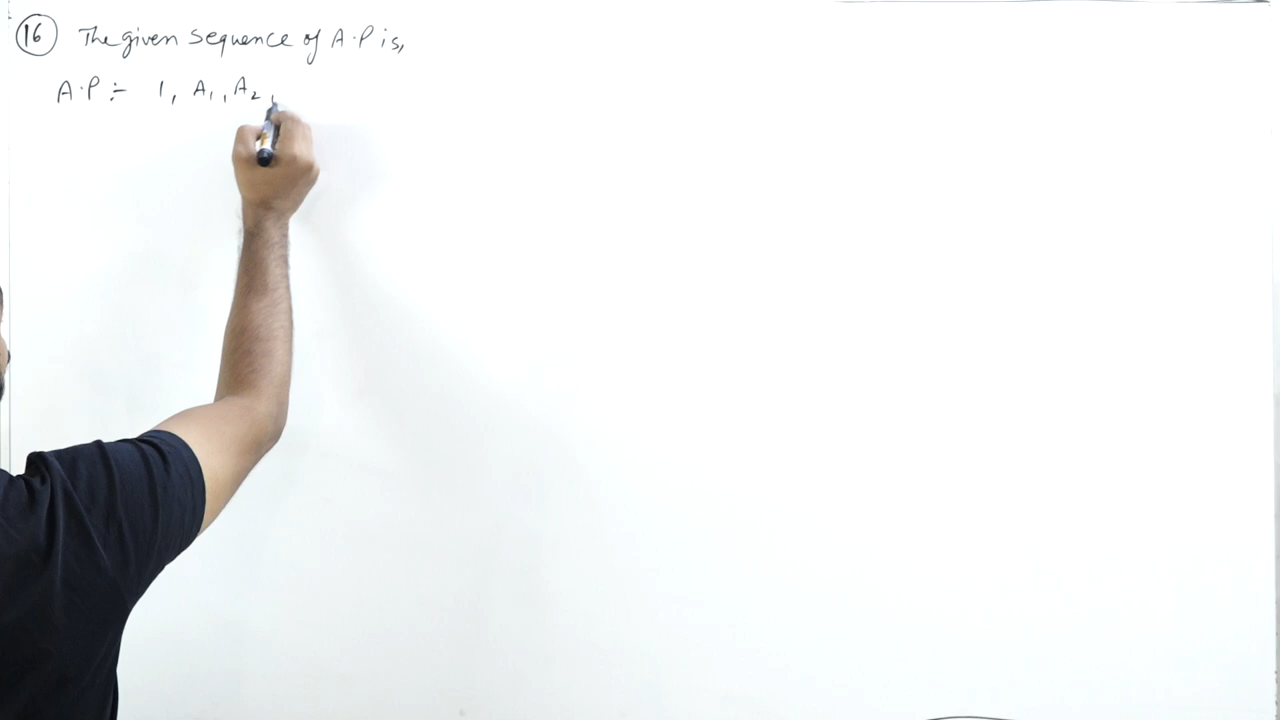 16 The given sequence of A.P is,
A.P ÷ 1, A₁, A₂,